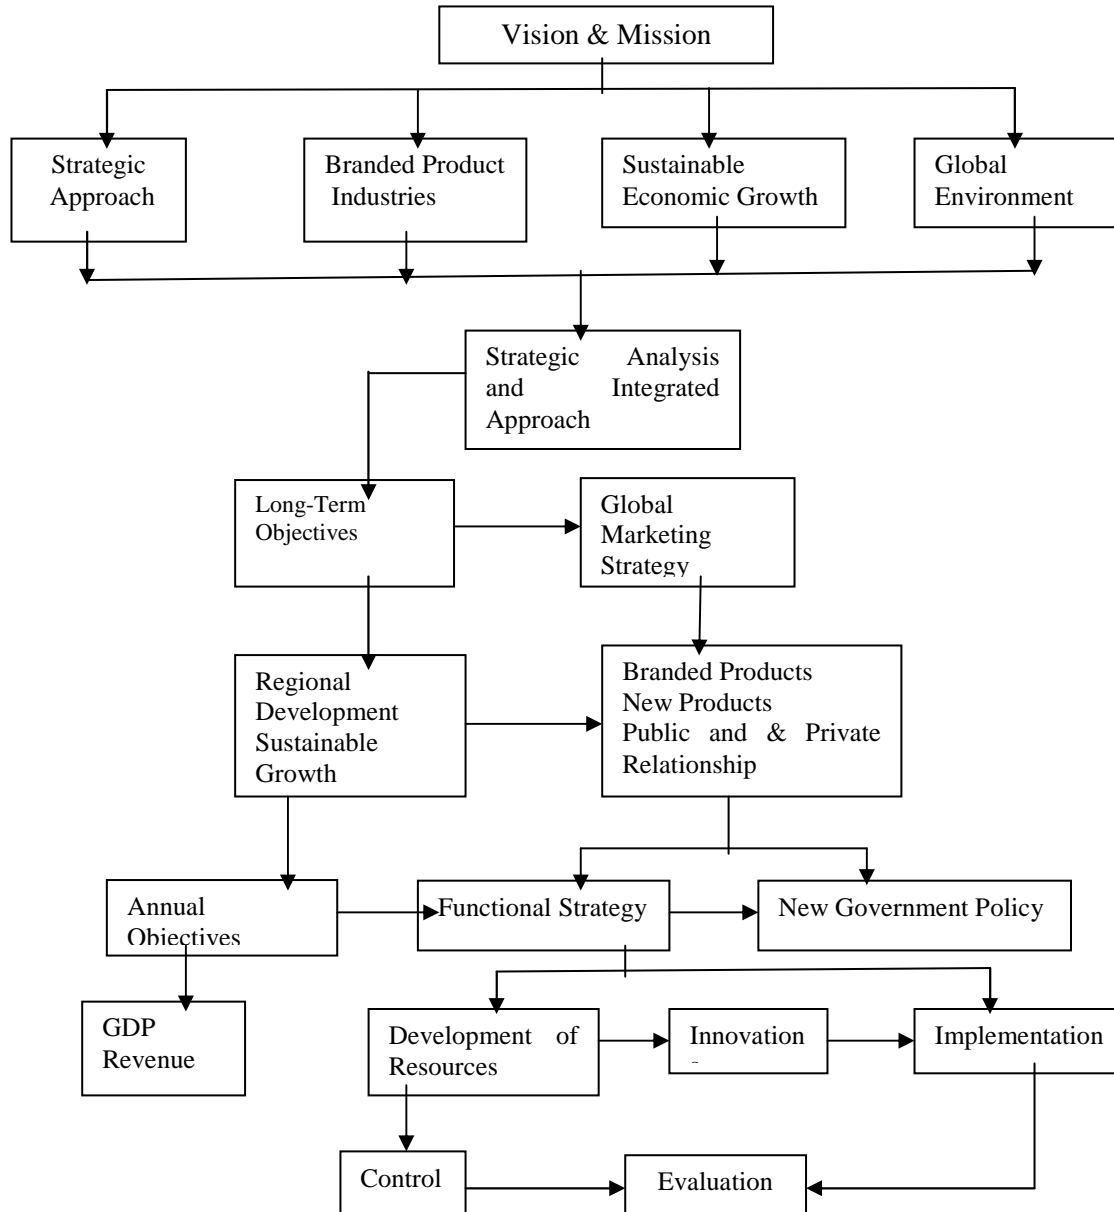 Vision & Mission
Strategic
Approach
Branded Product
Industries
Sustainable
Economic Growth
Global
Environment
Strategic Analysis
and Integrated
Approach
Long-Term
Objectives
Global
Marketing
Strategy
Regional
Development
Sustainable
Growth
Branded Products
New Products
Public and & Private
Relationship
Annual
Objectives
Functional Strategy
New Government Policy
GDP
Revenue
Development of
Resources
Innovation
Implementation
Control
Evaluation